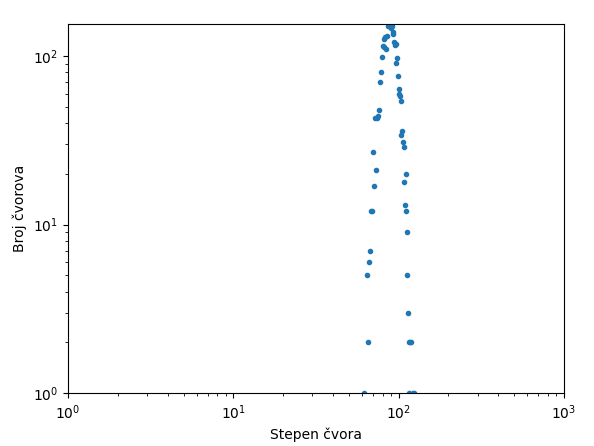 10²
10¹
10⁰
Broj čvorova
10⁰ 10¹ 10² 10³
Stepen čvora